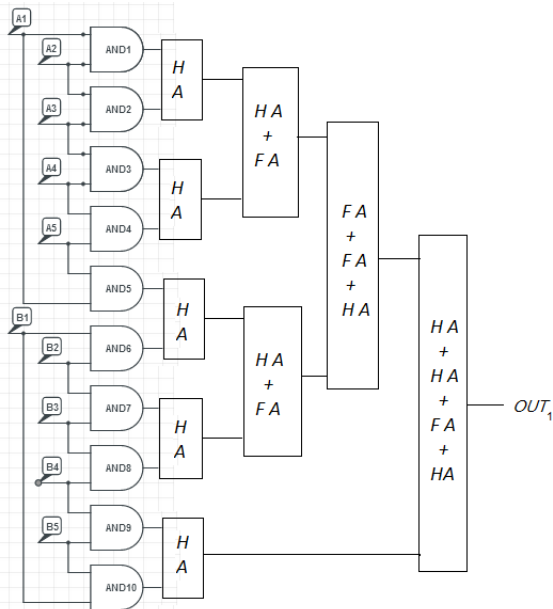 A1
AND1
A2
H
A
AND2
A3
H A
+
F A
AND3
A4
H
A
AND4
A5
F A
+
F A
+
H A
AND5
H
A
B1
AND6
B2
H A
+
F A
AND7
B3
H
A
AND8
B4
AND9
B5
H
A
AND10
H A
+
H A
+
F A
+
HA
OUT1